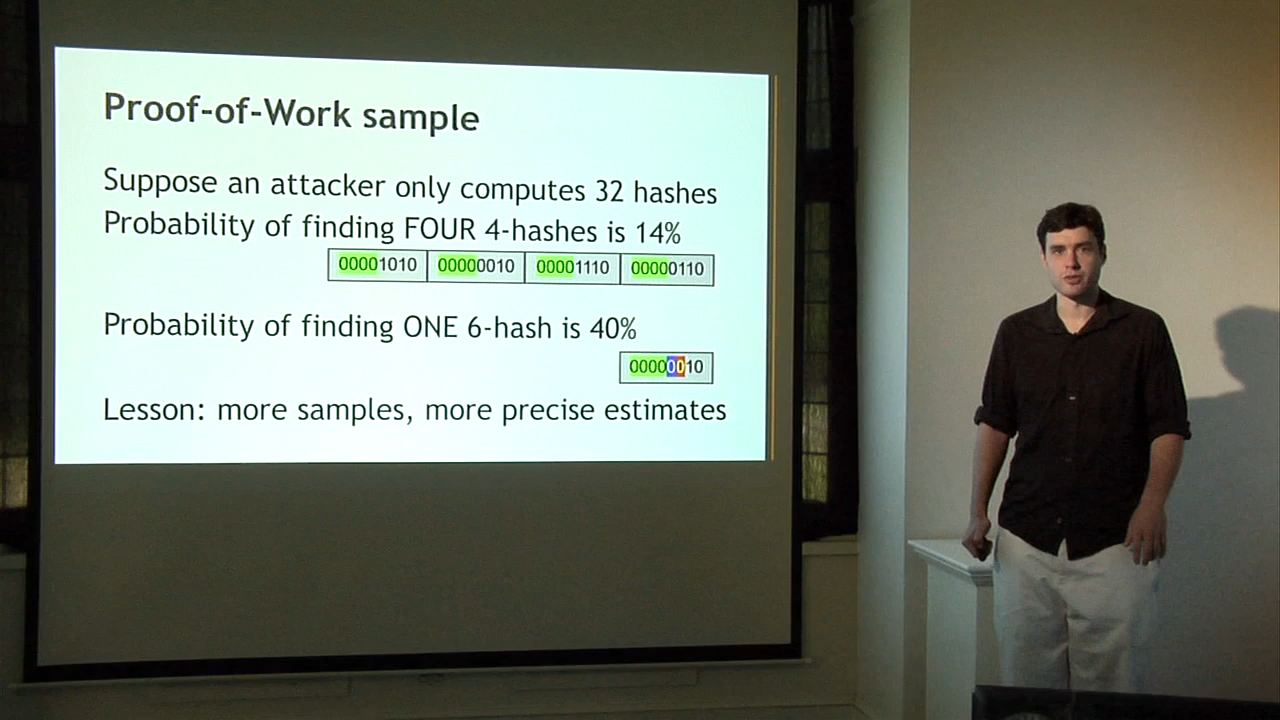 Proof-of-Work sample
Suppose an attacker only computes 32 hashes
Probability of finding FOUR 4-hashes is 14%
00001010 00000010 00001110 00000110
Probability of finding ONE 6-hash is 40%
00000010
Lesson: more samples, more precise estimates